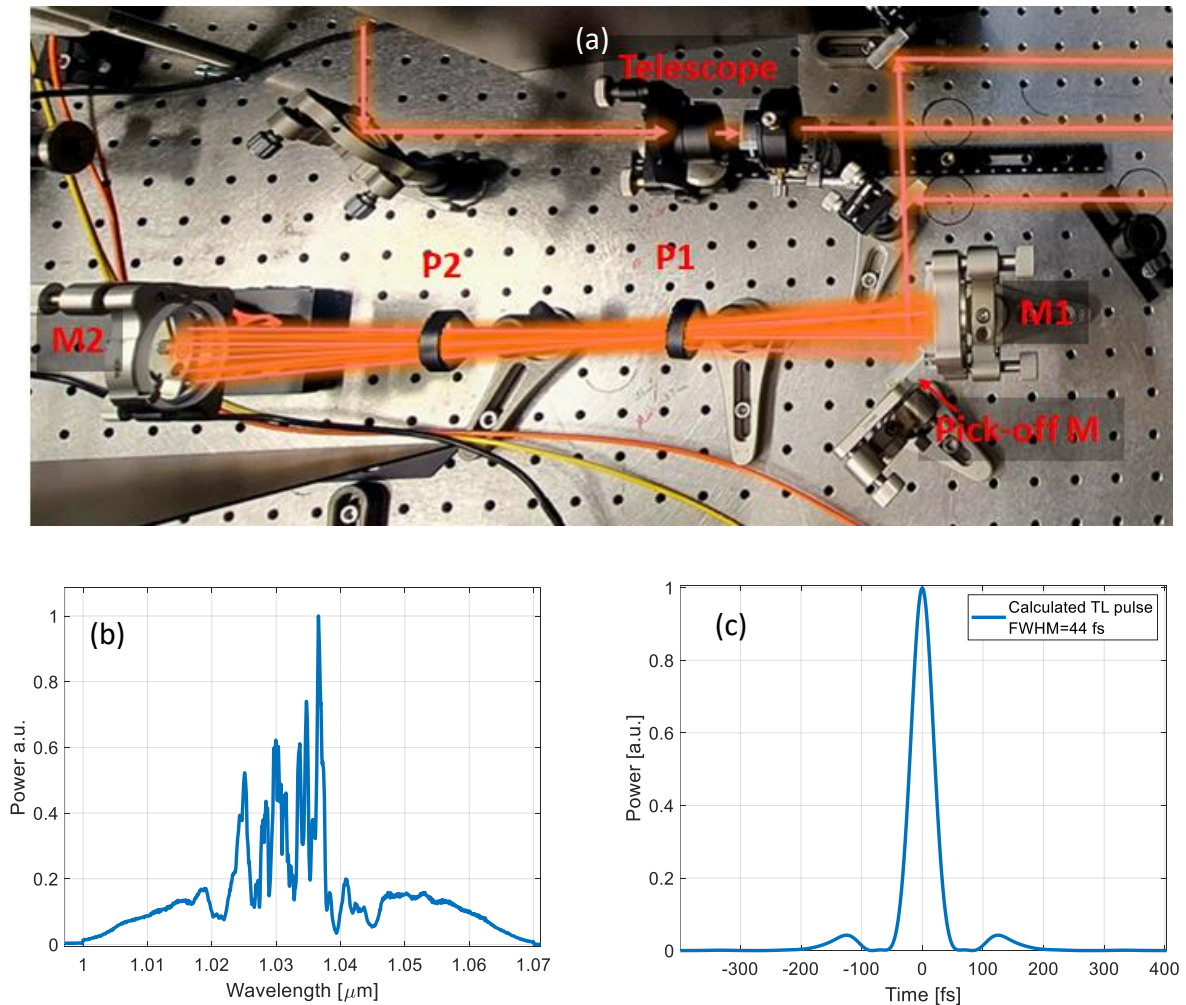 (a)
Telescope
P2
P1
M2
M1
Pick-off M
(b)
1
0.8
0.6
0.4
0.2
0
Power a.u.
1
1.01
1.02
1.03
1.04
1.05
1.06
1.07
Wavelength [μm]
(c)
Calculated TL pulse
FWHM=44 fs
1
0.8
0.6
0.4
0.2
0
Power [a.u.]
-300
-200
-100
0
100
200
300
400
Time [fs]